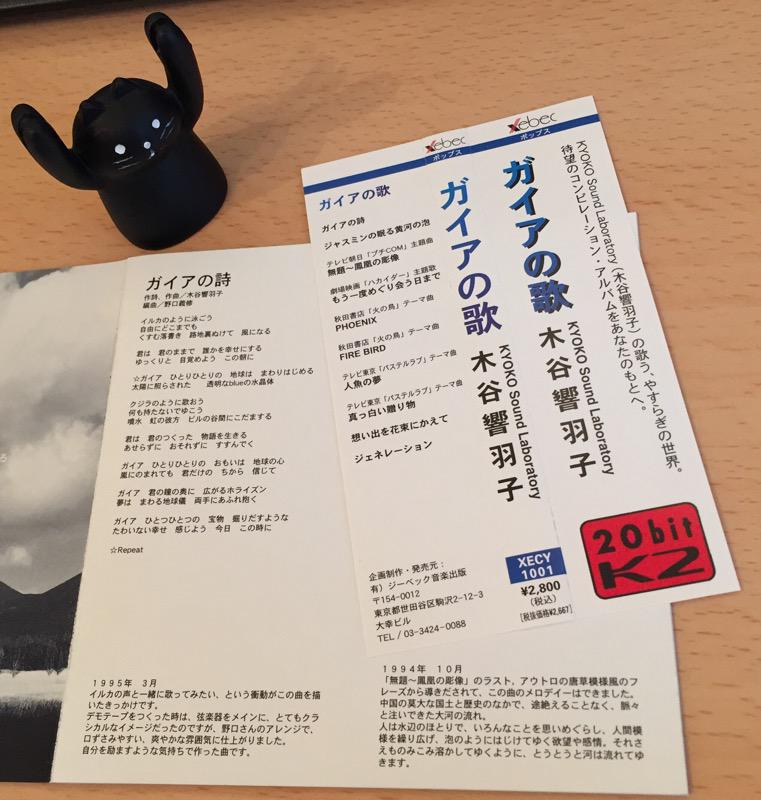 ガイアの詩
作詩、作曲／木谷響羽子
編曲／野口義修
イルカのように泳ごう
自由にどこまでも
くすむ落書き　路地裏ぬけて　風になる
君は　君のままで　誰かを幸せにする
ゆっくりと　目覚めよう　この朝に
☆ガイア　ひとりひとりの　地球は　まわりはじめる
太陽に照らされた　　透明なblueの水晶体
クジラのように歌おう
何も持たないでゆこう
噴水　虹の彼方　ビルの谷間にこだまする
君は　君のつくった　物語を生きる
あせらずに　おそれずに　すすんでく
ガイア　ひとりひとりの　おもいは　地球の心
嵐にのまれても　君だけの　ちから　信じて
ガイア　君の瞳の奥に　広がるホライズン
夢は　まわる地球儀　両手にあふれ抱く
ガイア　ひとつひとつの　宝物　掘りだすような
たわいない幸せ　感じよう　今日　この時に
☆Repeat
1995年　3月
イルカの声と一緒に歌ってみたい、という衝動がこの曲を描
いたきっかけです。
デモテープをつくった時は、弦楽器をメインに、とてもクラ
シカルなイメージだったのですが、野口さんのアレンジで、
口ずさみやすい、爽やかな雰囲気に仕上がりました。
自分を励ますような気持ちで作った曲です。
1994年　10月
「無題〜鳳凰の彫像」のラスト，アウトロの唐草模様風のフ
レーズから導きだされて、この曲のメロデイーはできました。
中国の莫大な国土と歴史のなかで、途絶えることなく、脈々
と注いできた大河の流れ。
人は水辺のほとりで、いろんなことを思いめぐらし、人間模
様を繰り広げ、泡のようにはじけてゆく欲望や感情。それさ
えものみこみ溶かしてゆくように、とうとうと河は流れてゆ
きます。
ガイアの歌
ガイアの詩
ジャスミンの眠る黄河の泡
テレビ朝日「プチCOM」主題曲
無題〜鳳凰の彫像
劇場映画「ハカイダー」主題歌
もう一度めぐり会う日まで
秋田書店「火の鳥」テーマ曲
PHOENIX
秋田書店「火の鳥」テーマ曲
FIRE BIRD
テレビ東京「パステルラブ」テーマ曲
人魚の夢
テレビ東京「パステルラブ」テーマ曲
真っ白い贈り物
想い出を花束にかえて
ジェネレーション
企画制作・発売元：
有）ジーベック音楽出版
〒154-0012
東京都世田谷区駒沢2-12-3
大幸ビル
TEL / 03-3424-0088
Xebec
ポップス
ガイアの歌
KYOKO Sound Laboratory
木谷響羽子
Xebec
ポップス
ガイアの歌
KYOKO Sound Laboratory
木谷響羽子
XECY
1001
¥2,800
（税込）
［税抜価格¥2,667］
KYOKO Sound Laboratory（木谷響羽子）の歌う、やすらぎの世界。
待望のコンピレーション・アルバムをあなたのもとへ。
20bit
K2